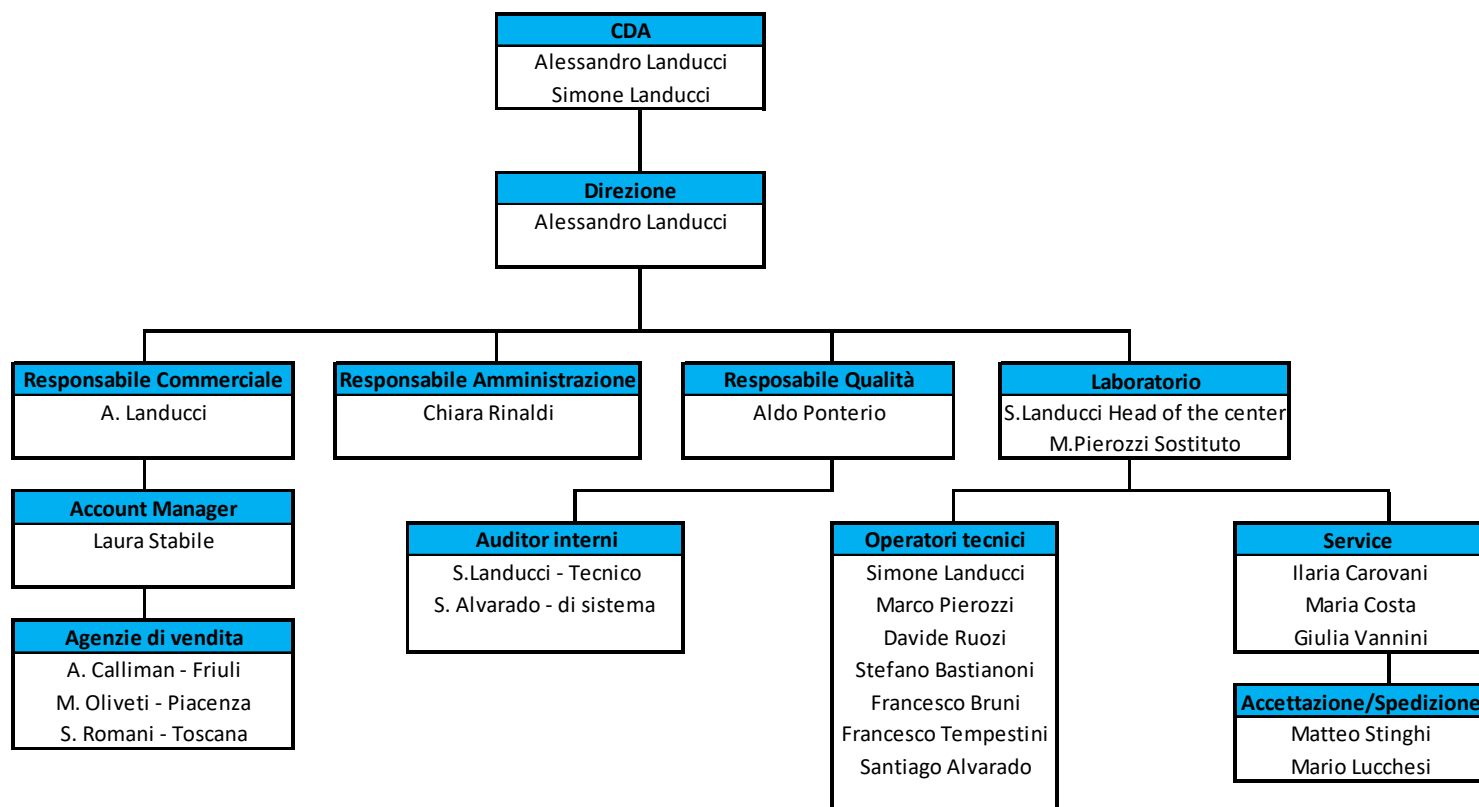 CDA
Alessandro Landucci
Simone Landucci
Direzione
Alessandro Landucci
Responsabile Commerciale
A. Landucci
Responsabile Amministrazione
Chiara Rinaldi
Resposabile Qualità
Aldo Ponterio
Laboratorio
S.Landucci Head of the center
M.Pierozzi Sostituto
Account Manager
Laura Stabile
Agenzie di vendita
A. Calliman - Friuli
M. Oliveti - Piacenza
S. Romani - Toscana
Auditor interni
S.Landucci - Tecnico
S. Alvarado - di sistema
Operatori tecnici
Simone Landucci
Marco Pierozzi
Davide Ruozi
Stefano Bastianoni
Francesco Bruni
Francesco Tempestini
Santiago Alvarado
Service
Ilaria Carovani
Maria Costa
Giulia Vannini
Accettazione/Spedizione
Matteo Stinghi
Mario Lucchesi